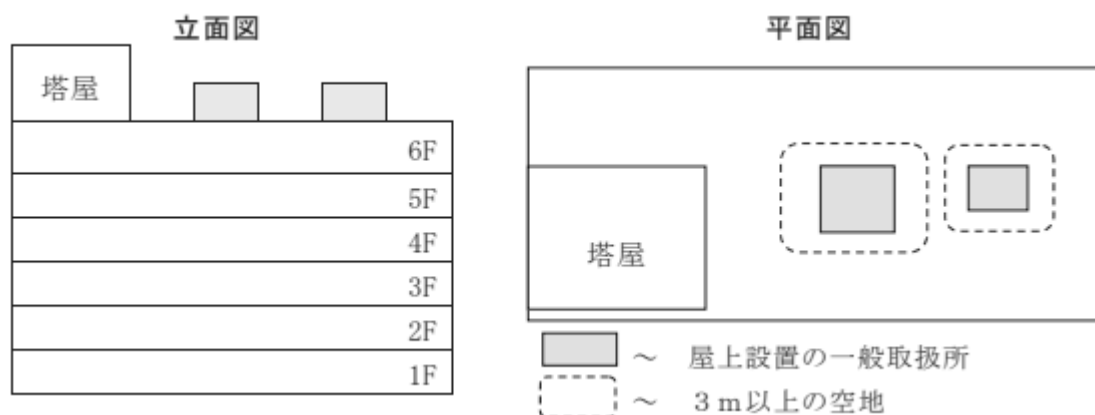 立面図
塔屋
6F
5F
4F
3F
2F
1F
平面図
塔屋
～ 屋上設置の一般取扱所
～ 3m以上の空地